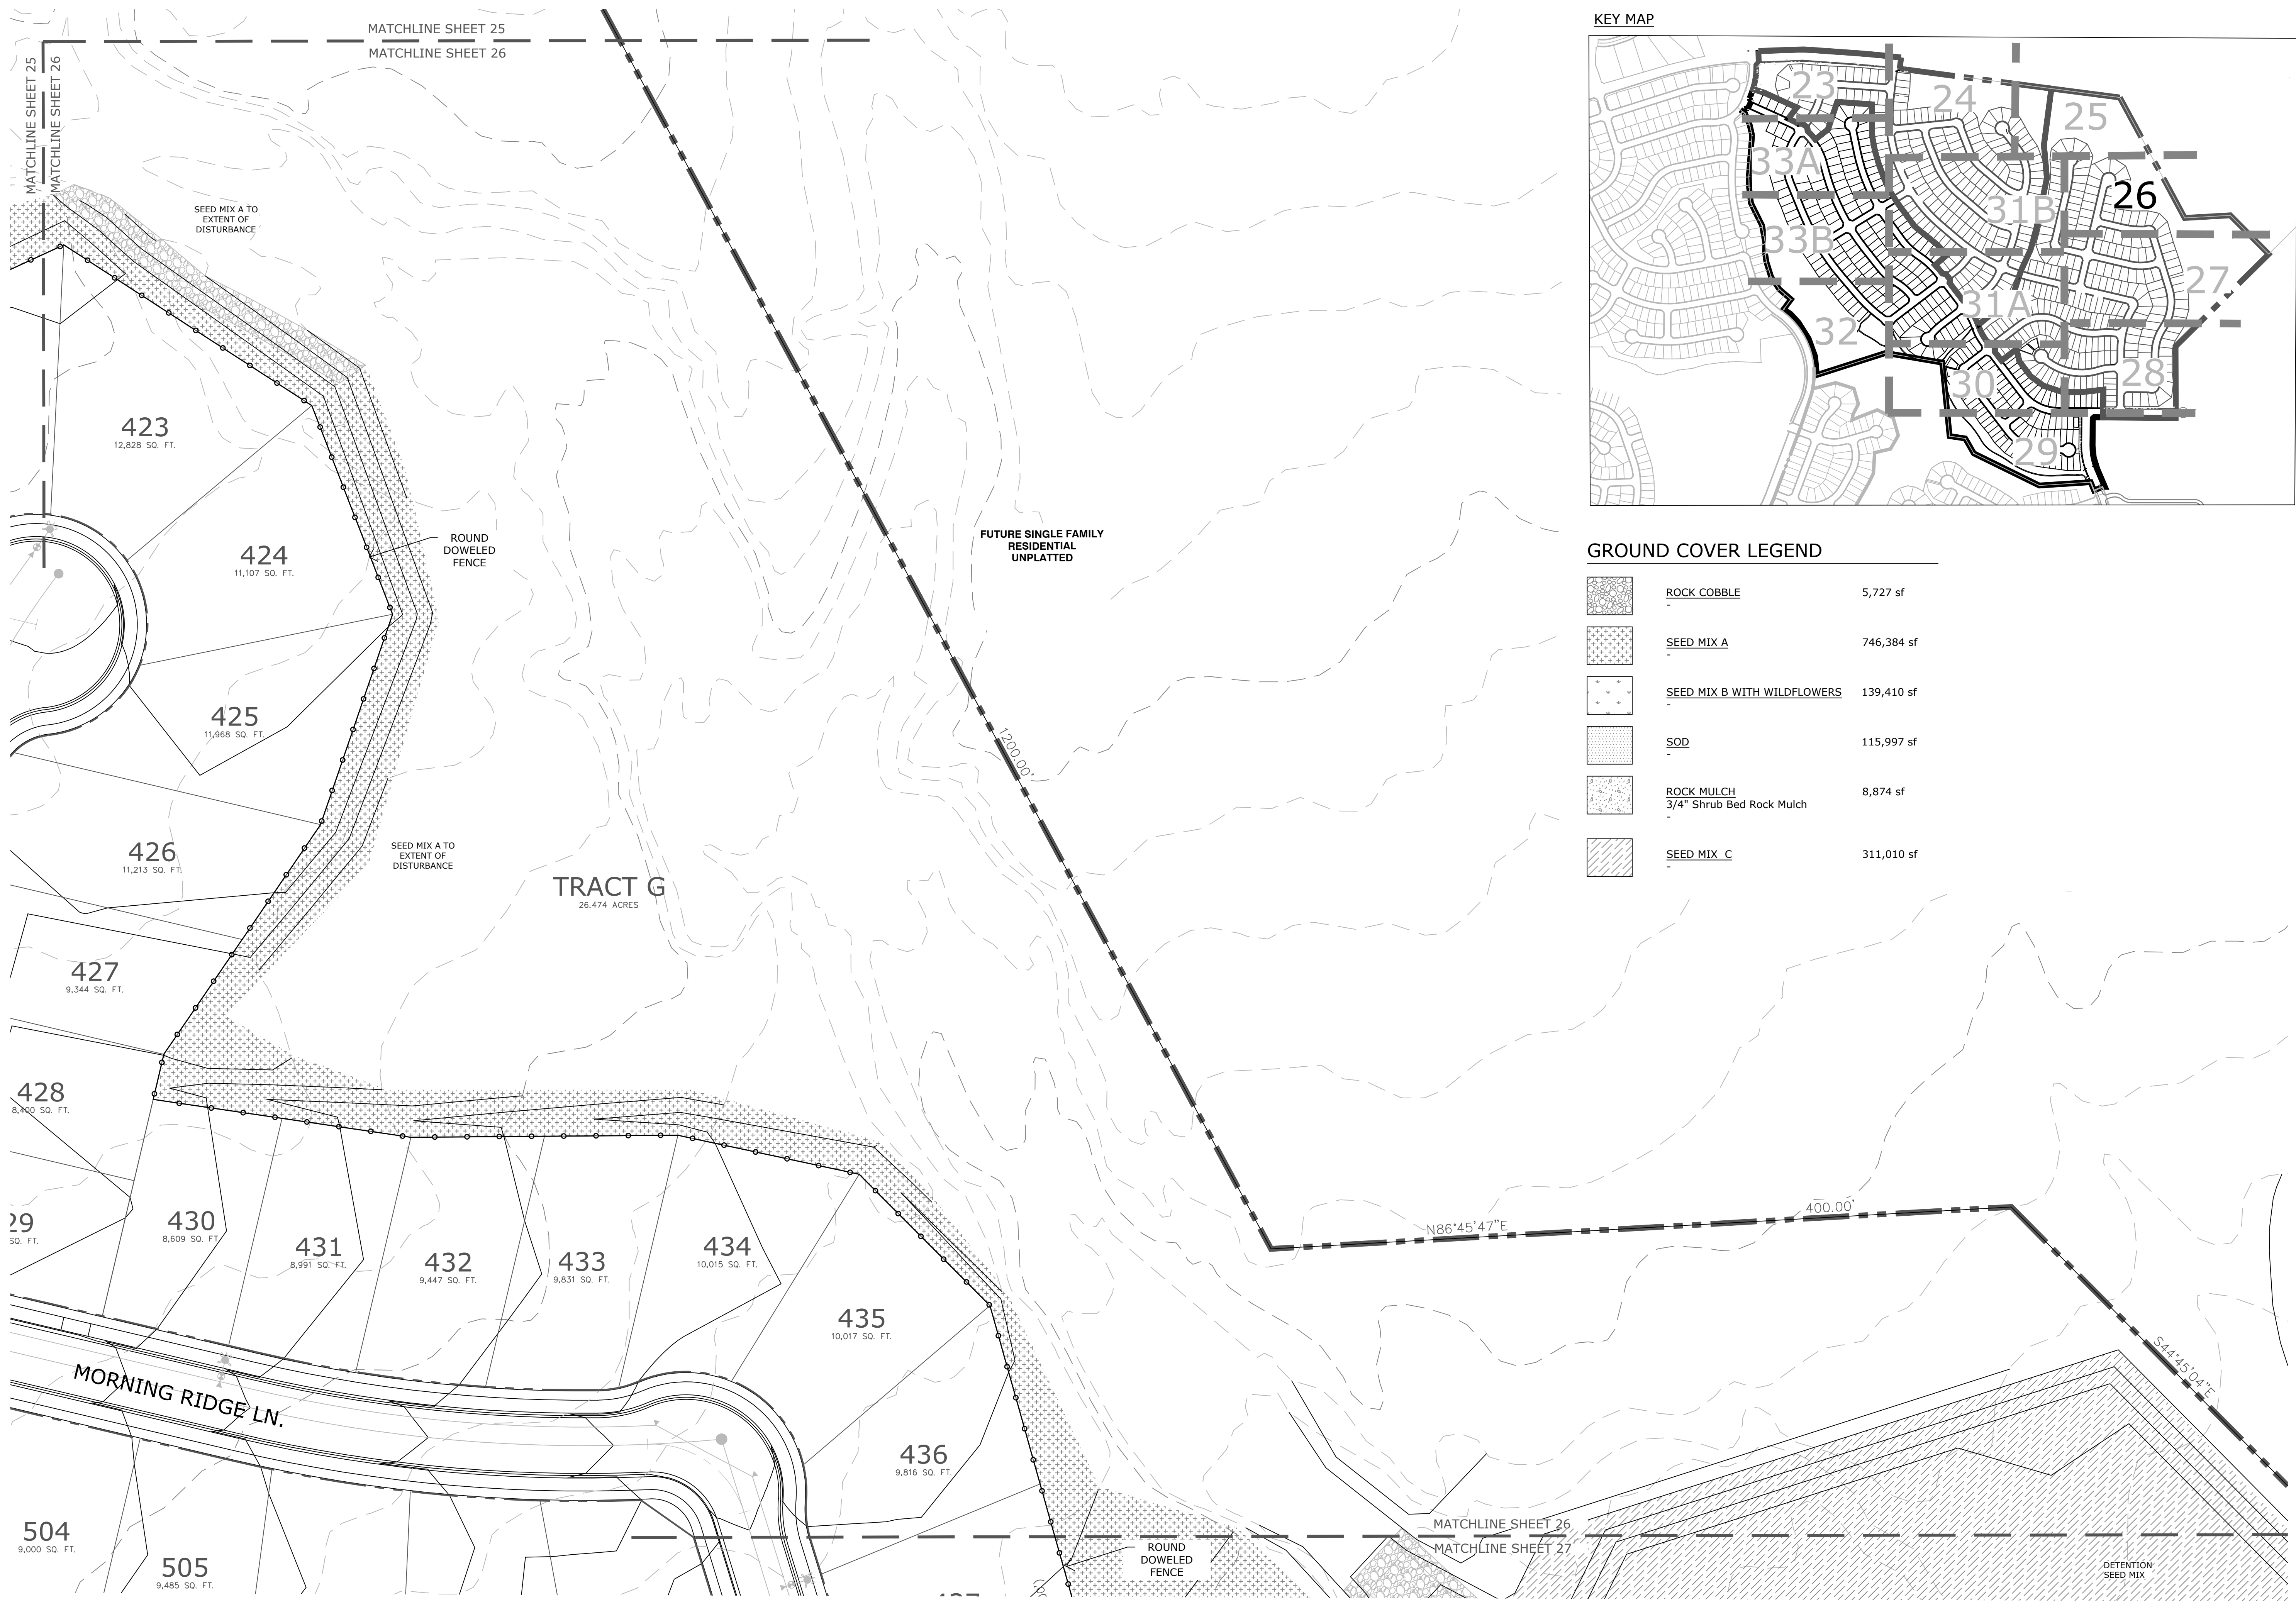 MATCHLINE SHEET 25
MATCHLINE SHEET 26
MATCHLINE SHEET 25
MATCHLINE SHEET 26
SEED MIX A TO
EXTENT OF
DISTURBANCE
423
12,828 SQ. FT.
424
11,107 SQ. FT.
ROUND
DOWELED
FENCE
425
11,968 SQ. FT.
426
11,213 SQ. FT.
SEED MIX A TO
EXTENT OF
DISTURBANCE
TRACT G
26.474 ACRES
427
9,344 SQ. FT.
428
8,400 SQ. FT.
29
SQ. FT.
430
8,609 SQ. FT.
431
8,991 SQ. FT.
432
9,447 SQ. FT.
433
9,831 SQ. FT.
434
10,015 SQ. FT.
435
10,017 SQ. FT.
436
9,816 SQ. FT.
MORNING RIDGE LN.
504
9,000 SQ. FT.
505
9,485 SQ. FT.
ROUND
DOWELED
FENCE
FUTURE SINGLE FAMILY
RESIDENTIAL
UNPLATTED
1200.00'
N86°45'47"E
400.00'
S44°45'04"E
MATCHLINE SHEET 26
MATCHLINE SHEET 27
DETENTION
SEED MIX
KEY MAP
23
24
25
33A
26
31B
33B
27
31A
32
28
30
29
GROUND COVER LEGEND
ROCK COBBLE 5,727 sf
-
SEED MIX A 746,384 sf
-
SEED MIX B WITH WILDFLOWERS 139,410 sf
-
SOD 115,997 sf
-
ROCK MULCH 8,874 sf
3/4" Shrub Bed Rock Mulch
-
SEED MIX C 311,010 sf
-